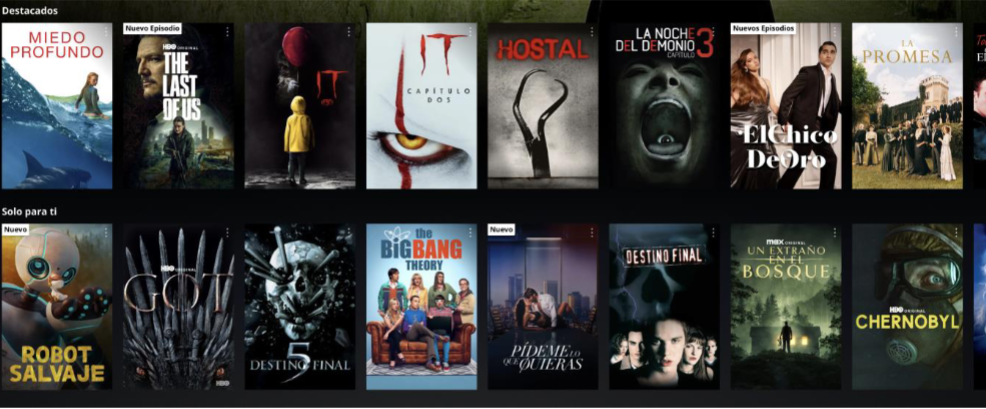 Destacados
MIEDO
PROFUNDO
Nuevo Episodio
HBO ORIGINAL
THE
LAST
OF US
IT
IT
CAPÍTULO
DOS
HOSTAL
LA NOCHE
DEL DEMONIO 3
CAPÍTULO
Nuevos Episodios
El Chico
De Oro
LA
PROMESA
Solo para ti
Nuevo
ROBOT
SALVAJE
HBO ORIGINAL
GOT
HBO
5
DESTINO FINAL
the
BIG BANG
THEORY
Nuevo
PÍDEME LO
QUE QUIERAS
DESTINO FINAL
max ORIGINAL
UN EXTRAÑO
EN EL
BOSQUE
HBO ORIGINAL
CHERNOBYL